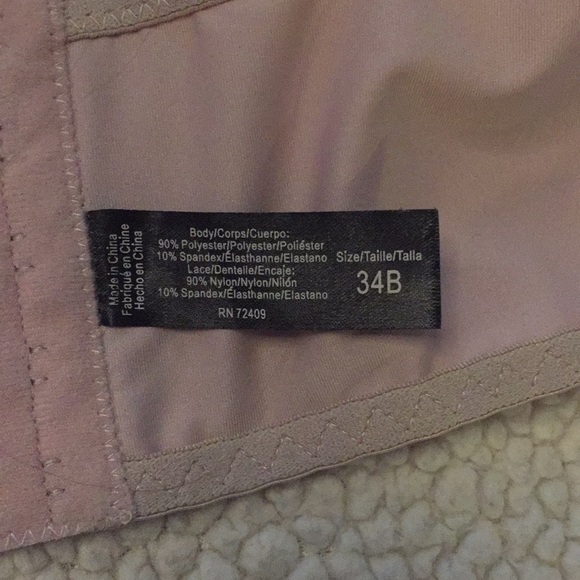 Made in China
Fabriqué en Chine
Hecho en China
Body/Corps/Cuerpo:
90% Polyester/Polyester/Poliéster
10% Spandex/Élasthanne/Elastano
Lace/Dentelle/Encaje:
90% Nylon/Nylon/Nilón
10% Spandex/Élasthanne/Elastano
RN 72409
Size/Taille/Talla
34B